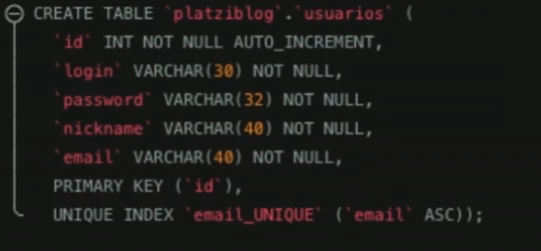 CREATE TABLE `platziblog`.`usuarios` (
`id` INT NOT NULL AUTO_INCREMENT,
`login` VARCHAR(30) NOT NULL,
`password` VARCHAR(32) NOT NULL,
`nickname` VARCHAR(40) NOT NULL,
`email` VARCHAR(40) NOT NULL,
PRIMARY KEY (`id`),
UNIQUE INDEX `email_UNIQUE` (`email` ASC));